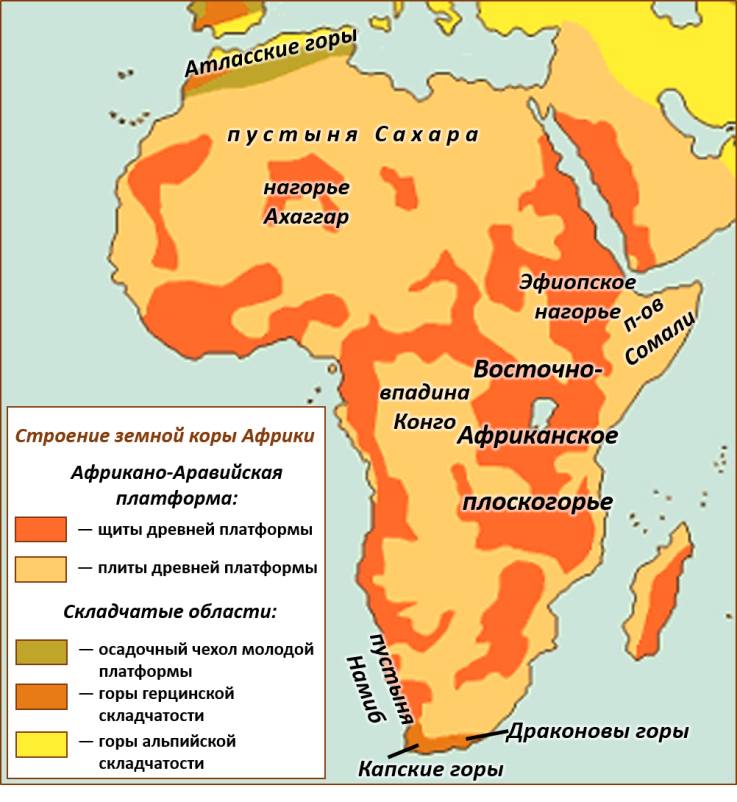 Атласские горы
пустыня Сахара
нагорье
Ахаггар
Эфиопское
нагорье
п-ов
Сомали
Восточно-
Африканское
плоскогорье
впадина
Конго
Строение земной коры Африки
Африкано-Аравийская
платформа:
— щиты древней платформы
— плиты древней платформы
Складчатые области:
— осадочный чехол молодой
платформы
— горы герцинской
складчатости
— горы альпийской
складчатости
пустыня
Намиб
Драконовы горы
Капские горы